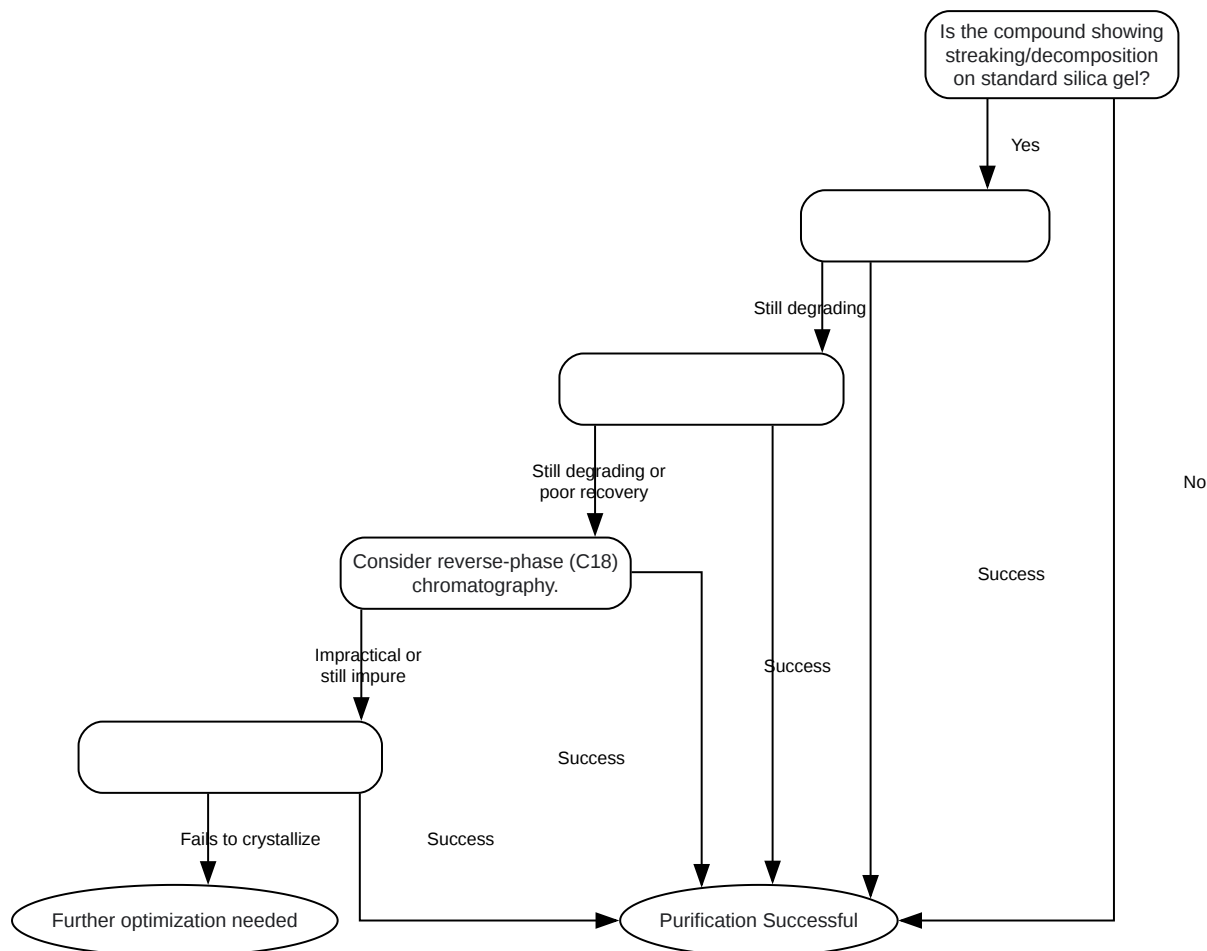 Is the compound showing
streaking/decomposition
on standard silica gel?
Yes
Still degrading
Still degrading or
poor recovery
No
Consider reverse-phase (C18)
chromatography.
Success
Impractical or
still impure
Success
Success
Fails to crystallize
Success
Further optimization needed
Purification Successful